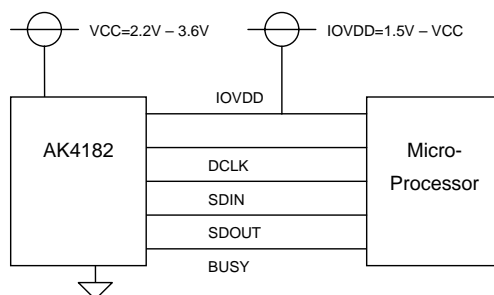 VCC=2.2V – 3.6V
IOVDD=1.5V – VCC
IOVDD
AK4182
DCLK
SDIN
SDOUT
BUSY
Micro-
Processor